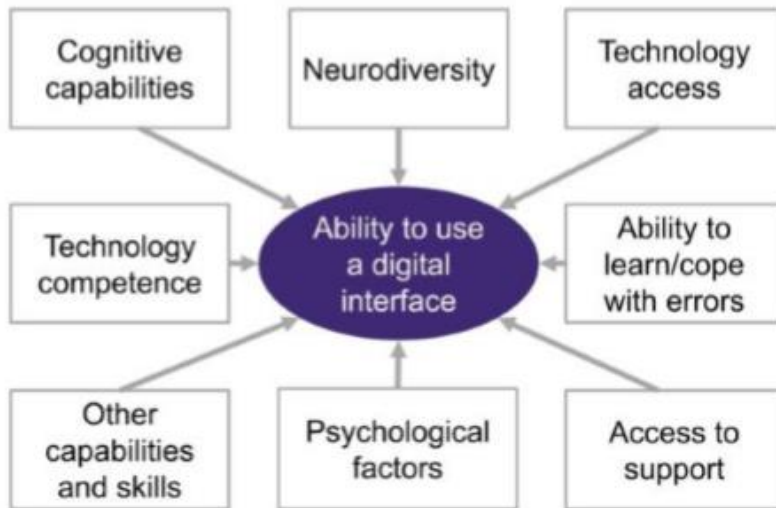 Cognitive
capabilities
Neurodiversity
Technology
access
Technology
competence
Ability to use
a digital
interface
Ability to
learn/cope
with errors
Other
capabilities
and skills
Psychological
factors
Access to
support